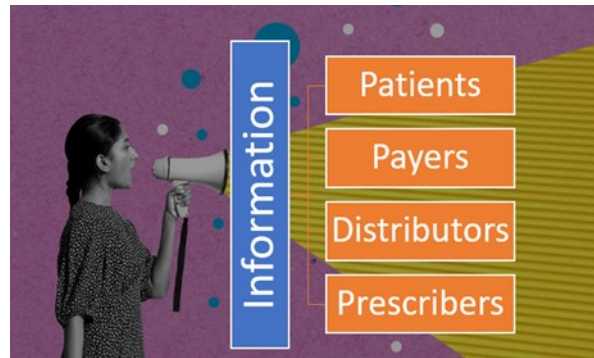 Information
Patients
Payers
Distributors
Prescribers